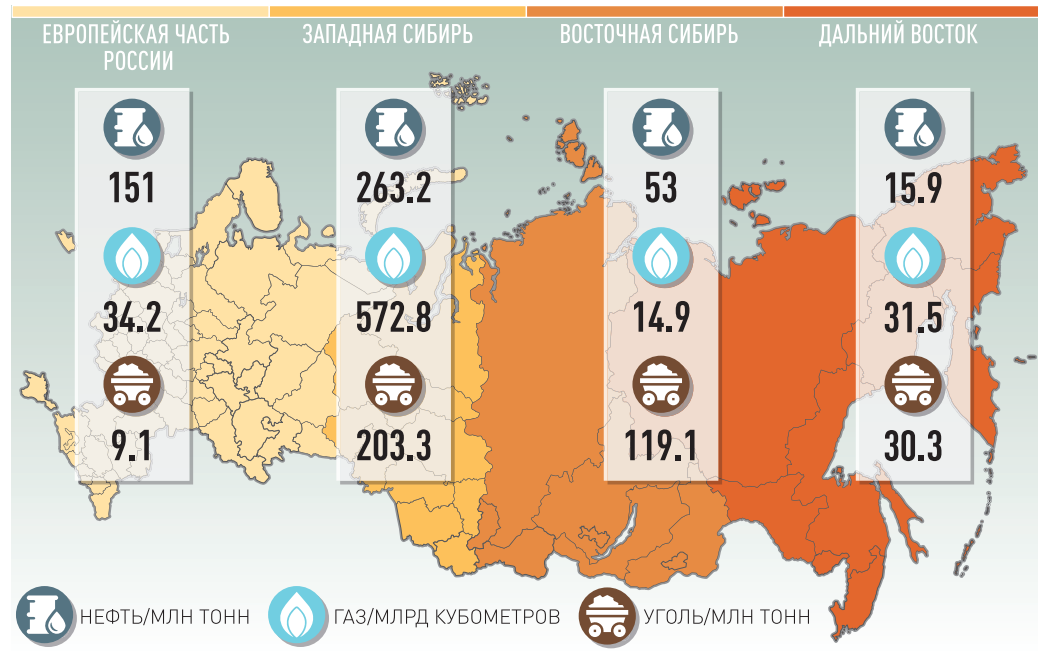 ЕВРОПЕЙСКАЯ ЧАСТЬ
РОССИИ
151
34.2
9.1
ЗАПАДНАЯ СИБИРЬ
263.2
572.8
203.3
ВОСТОЧНАЯ СИБИРЬ
53
14.9
119.1
ДАЛЬНИЙ ВОСТОК
15.9
31.5
30.3
НЕФТЬ/МЛН ТОНН
ГАЗ/МЛРД КУБОМЕТРОВ
УГОЛЬ/МЛН ТОНН